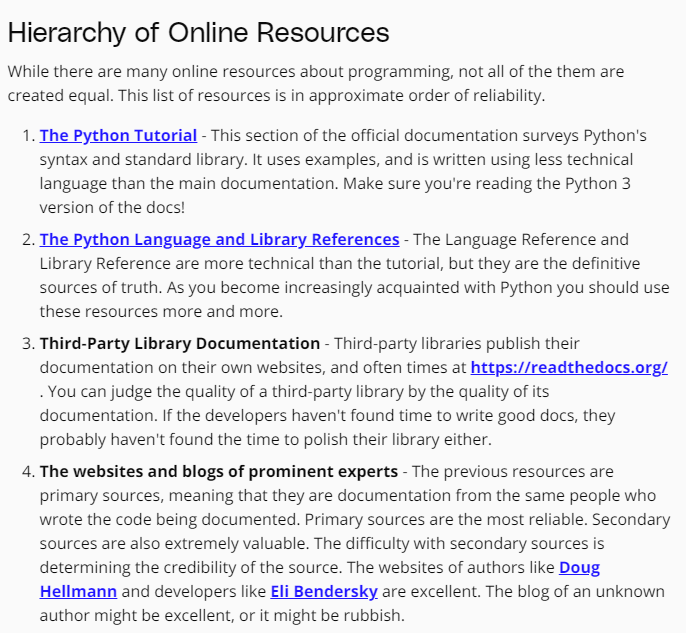 Hierarchy of Online Resources
While there are many online resources about programming, not all of the them are
created equal. This list of resources is in approximate order of reliability.
1. The Python Tutorial - This section of the official documentation surveys Python's
syntax and standard library. It uses examples, and is written using less technical
language than the main documentation. Make sure you're reading the Python 3
version of the docs!
2. The Python Language and Library References - The Language Reference and
Library Reference are more technical than the tutorial, but they are the definitive
sources of truth. As you become increasingly acquainted with Python you should use
these resources more and more.
3. Third-Party Library Documentation - Third-party libraries publish their
documentation on their own websites, and often times at https://readthedocs.org/
. You can judge the quality of a third-party library by the quality of its
documentation. If the developers haven't found time to write good docs, they
probably haven't found the time to polish their library either.
4. The websites and blogs of prominent experts - The previous resources are
primary sources, meaning that they are documentation from the same people who
wrote the code being documented. Primary sources are the most reliable. Secondary
sources are also extremely valuable. The difficulty with secondary sources is
determining the credibility of the source. The websites of authors like Doug
Hellmann and developers like Eli Bendersky are excellent. The blog of an unknown
author might be excellent, or it might be rubbish.